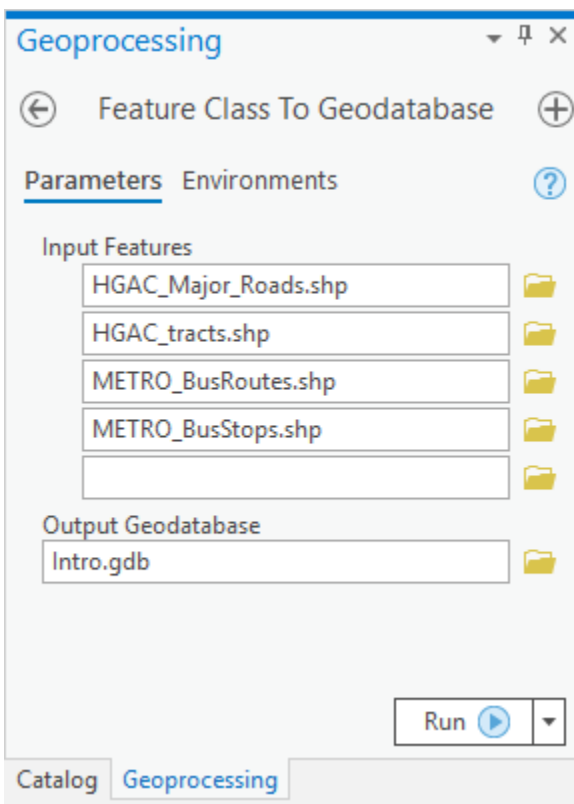 Geoprocessing
Feature Class To Geodatabase
Parameters Environments
?
Input Features
HGAC_Major_Roads.shp
HGAC_tracts.shp
METRO_BusRoutes.shp
METRO_BusStops.shp
Output Geodatabase
Intro.gdb
Run
Catalog Geoprocessing